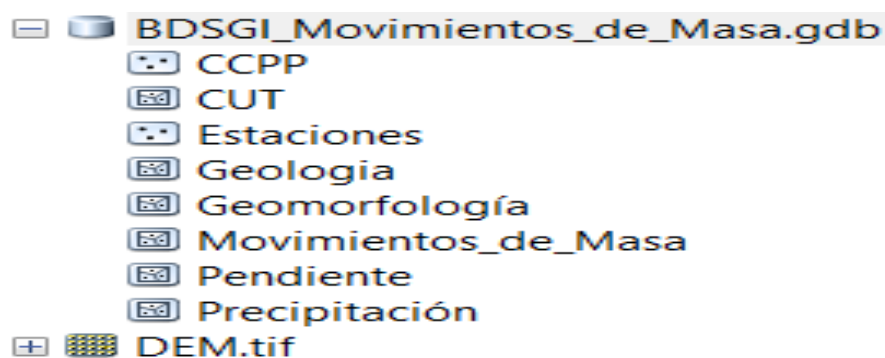 BDSGI_Movimientos_de_Masa.gdb
CCPP
CUT
Estaciones
Geologia
Geomorfología
Movimientos_de_Masa
Pendiente
Precipitación
DEM.tif